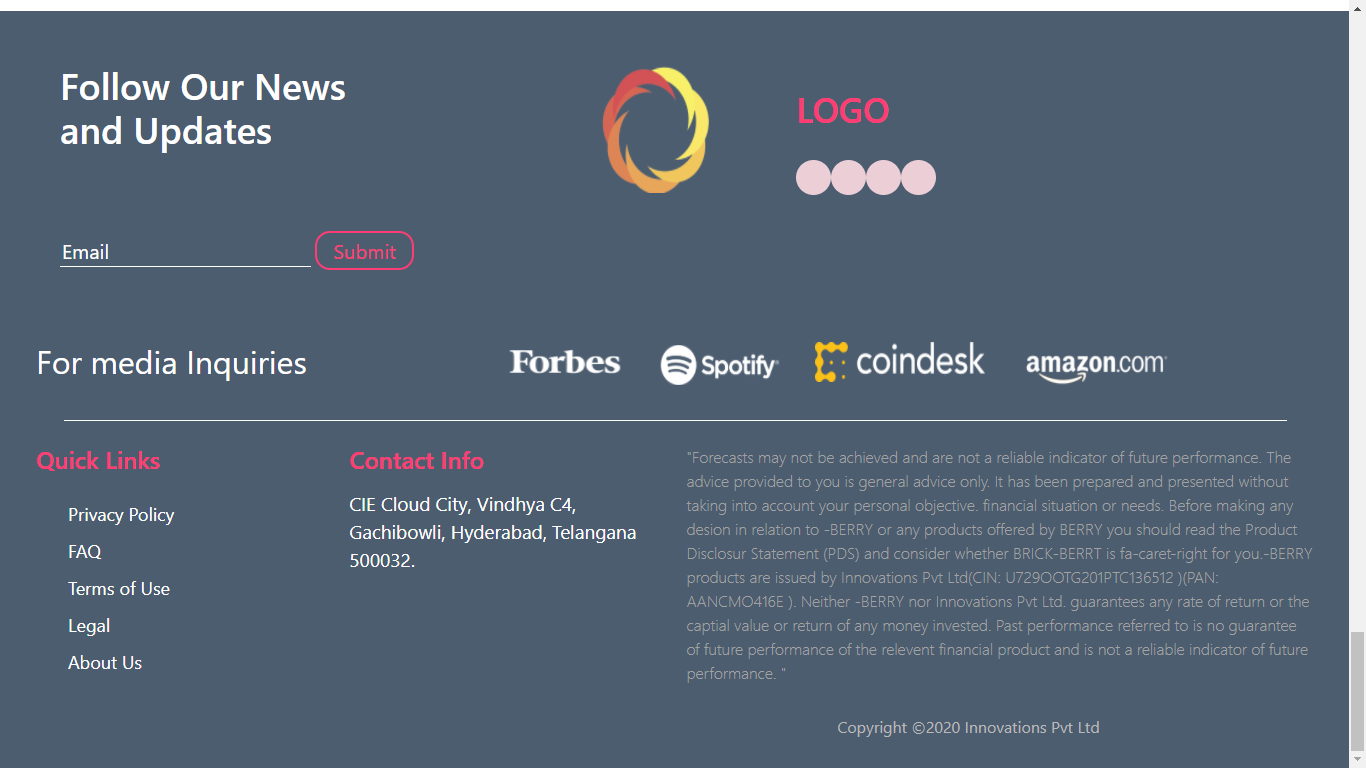 Follow Our News
and Updates
LOGO
Email
Submit
For media Inquiries
Forbes
Spotify
coindesk
amazon.com
Quick Links
Privacy Policy
FAQ
Terms of Use
Legal
About Us
Contact Info
CIE Cloud City, Vindhya C4,
Gachibowli, Hyderabad, Telangana
500032.
"Forecasts may not be achieved and are not a reliable indicator of future performance. The
advice provided to you is general advice only. It has been prepared and presented without
taking into account your personal objective. financial situation or needs. Before making any
desion in relation to -BERRY or any products offered by BERRY you should read the Product
Disclosur Statement (PDS) and consider whether BRICK-BERRT is fa-caret-right for you.-BERRY
products are issued by Innovations Pvt Ltd(CIN: U729OOTG201PTC136512 )(PAN:
AANCMO416E ). Neither -BERRY nor Innovations Pvt Ltd. guarantees any rate of return or the
captial value or return of any money invested. Past performance referred to is no guarantee
of future performance of the relevent financial product and is not a reliable indicator of future
performance. "
Copyright ©2020 Innovations Pvt Ltd